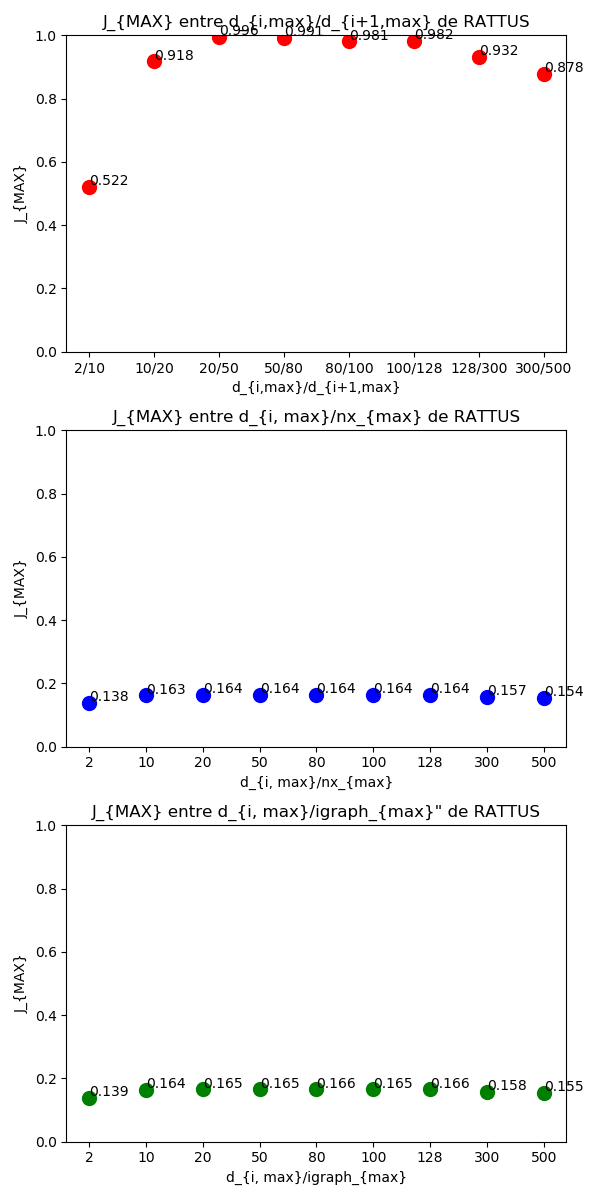 J_{MAX} entre d_{i,max}/d_{i+1,max} de RATTUS
1.0
0.8
0.6
0.4
0.2
0.0
J_{MAX}
0.522
0.918
0.996
0.991
0.981
0.982
0.932
0.878
2/10 10/20 20/50 50/80 80/100 100/128 128/300 300/500
d_{i,max}/d_{i+1,max}
J_{MAX} entre d_{i, max}/nx_{max} de RATTUS
1.0
0.8
0.6
0.4
0.2
0.0
J_{MAX}
0.138 0.163 0.164 0.164 0.164 0.164 0.164 0.157 0.154
2 10 20 50 80 100 128 300 500
d_{i, max}/nx_{max}
J_{MAX} entre d_{i, max}/igraph_{max}" de RATTUS
1.0
0.8
0.6
0.4
0.2
0.0
J_{MAX}
0.139 0.164 0.165 0.165 0.166 0.165 0.166 0.158 0.155
2 10 20 50 80 100 128 300 500
d_{i, max}/igraph_{max}